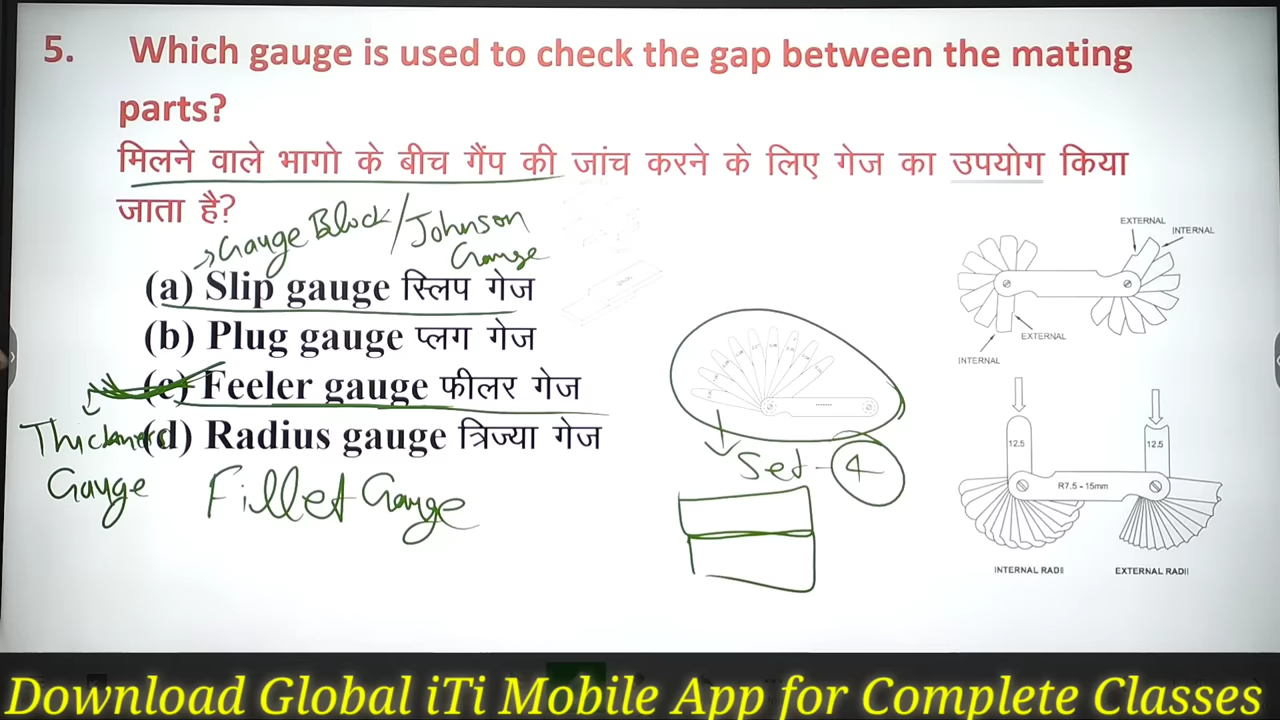 5. Which gauge is used to check the gap between the mating
parts?
मिलने वाले भागो के बीच गैंप की जांच करने के लिए गेज का उपयोग किया
जाता है?
Gauge Block / Johnson
Gauge
(a) Slip gauge स्लिप गेज
(b) Plug gauge प्लग गेज
(c) Feeler gauge फीलर गेज
Thickness
Gauge
(d) Radius gauge त्रिज्या गेज
Fillet Gauge
Set - 4
EXTERNAL
INTERNAL
EXTERNAL
INTERNAL
12.5
12.5
R7.5 - 15mm
INTERNAL RADII
EXTERNAL RADII
Download Global iTi Mobile App for Complete Classes